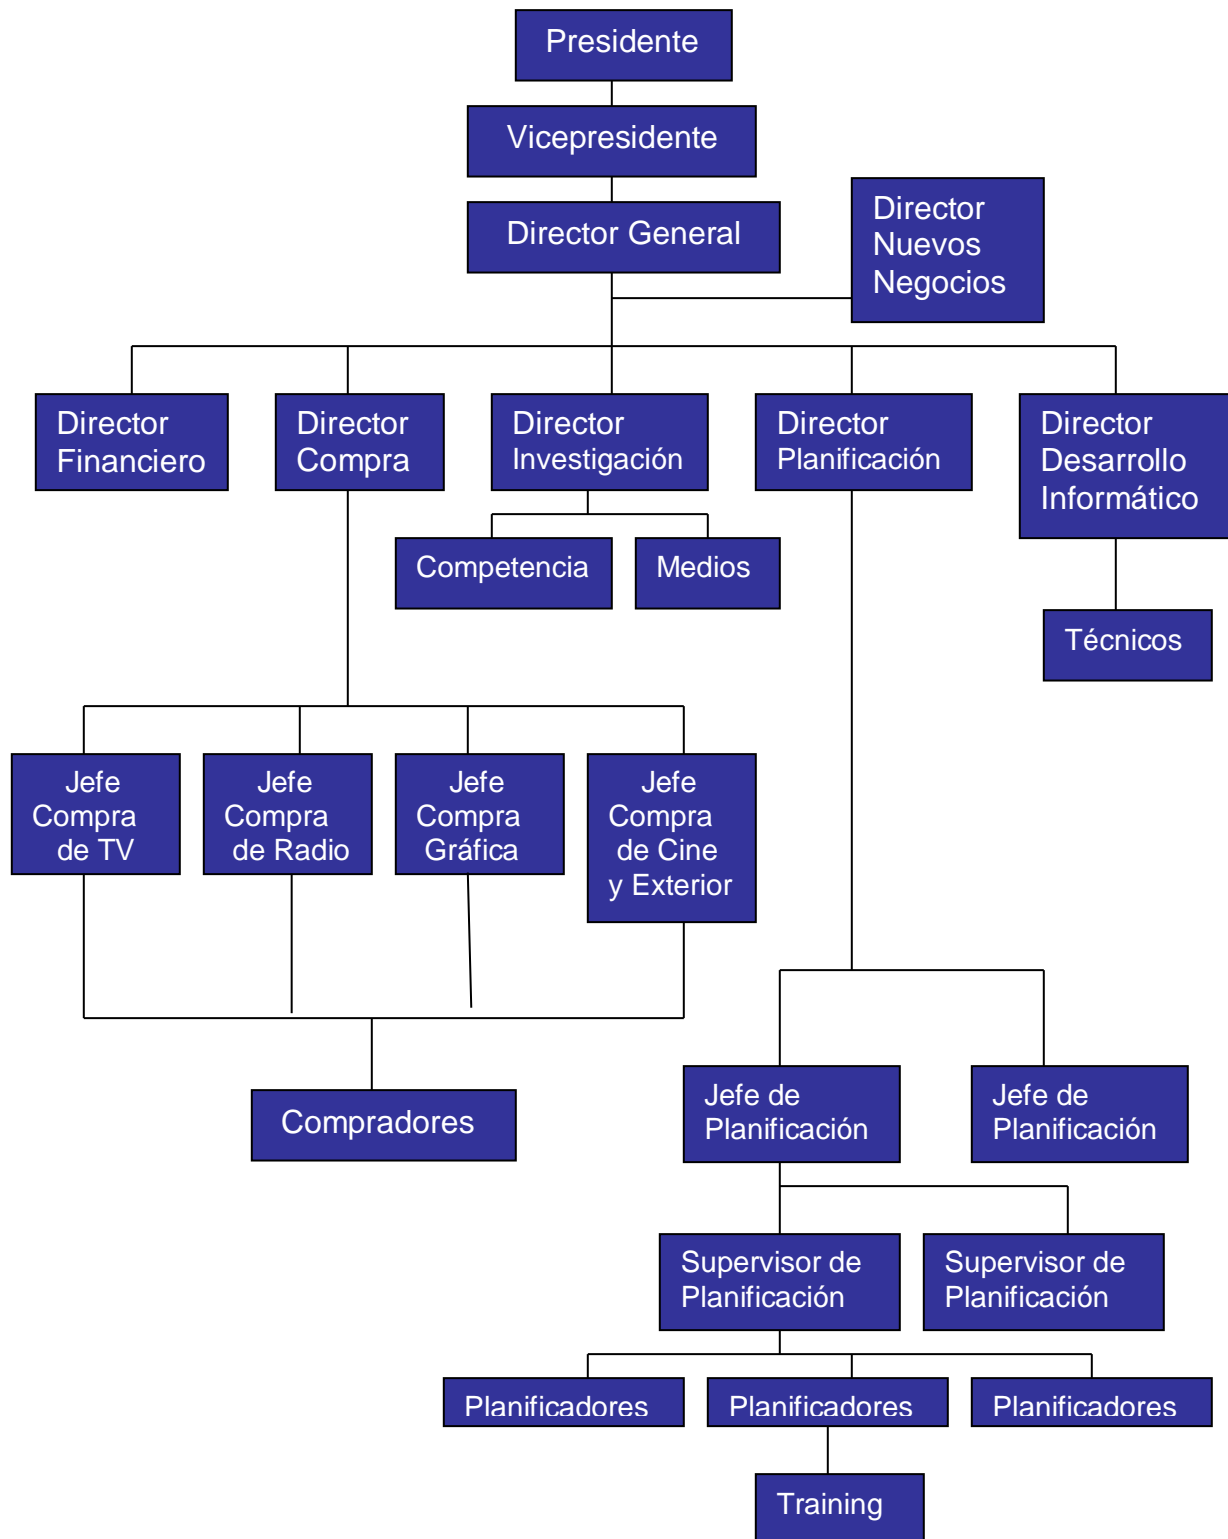 Presidente
Vicepresidente
Director General
Director
Nuevos
Negocios
Director
Financiero
Director
Compra
Director
Investigación
Director
Planificación
Director
Desarrollo
Informático
Competencia
Medios
Técnicos
Jefe
Compra
de TV
Jefe
Compra
de Radio
Jefe
Compra
Gráfica
Jefe
Compra
de Cine
y Exterior
Compradores
Jefe de
Planificación
Jefe de
Planificación
Supervisor de
Planificación
Supervisor de
Planificación
Planificadores
Planificadores
Planificadores
Training